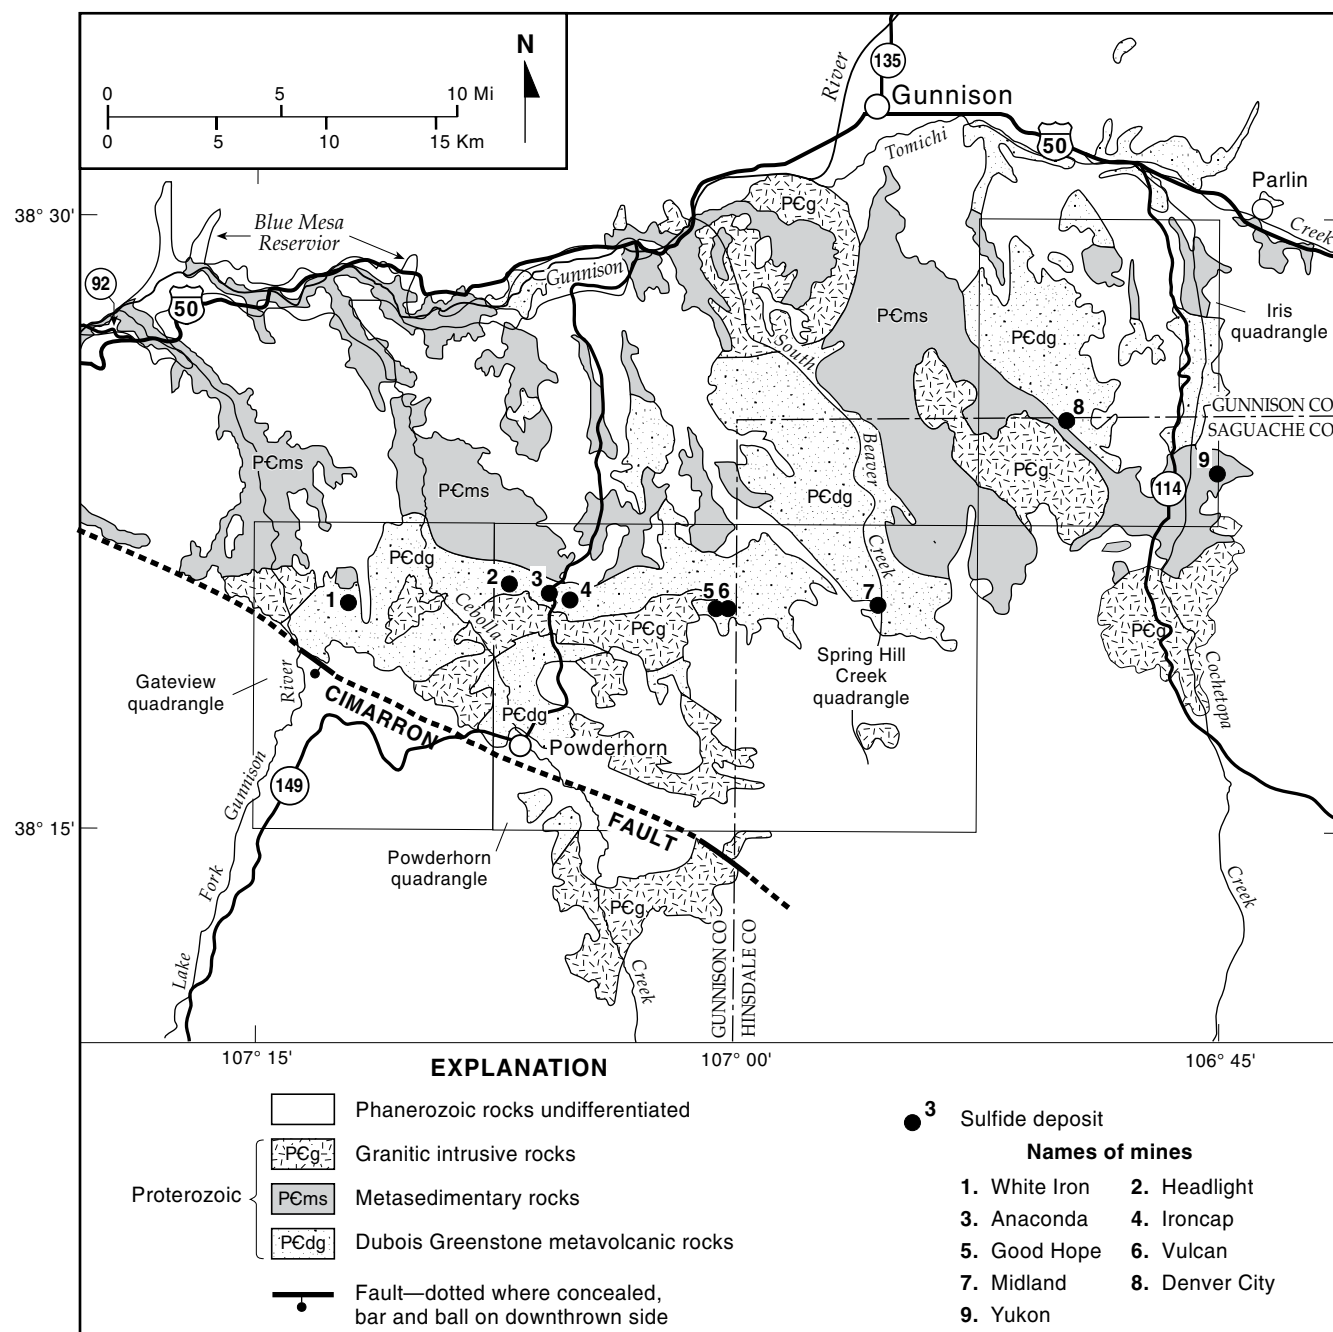 N
0 5 10 Mi
0 5 10 15 Km
135
River
Gunnison
Tomichi
50
Parlin
Creek
38° 30'
Blue Mesa
Reservior
92
50
Gunnison
PЄg
PЄms
PЄdg
Iris
quadrangle
South
8
GUNNISON CO
SAGUACHE CO
Beaver
9
PЄms
PЄms
PЄg
114
PЄdg
PЄdg
Creek
2
3
4
5 6
7
1
Cebolla
PЄg
PЄg
Spring Hill
Creek
quadrangle
Cochetopa
Gateview
quadrangle
River
CIMARRON
PЄdg
Powderhorn
Gunnison
149
38° 15'
FAULT
Powderhorn
quadrangle
Fork
Creek
PЄg
Lake
Creek
GUNNISON CO
HINSDALE CO
107° 15'
107° 00'
106° 45'
EXPLANATION
Phanerozoic rocks undifferentiated
PЄg Granitic intrusive rocks
Proterozoic
PЄms Metasedimentary rocks
PЄdg Dubois Greenstone metavolcanic rocks
Fault—dotted where concealed,
bar and ball on downthrown side
3
Sulfide deposit
Names of mines
1. White Iron 2. Headlight
3. Anaconda 4. Ironcap
5. Good Hope 6. Vulcan
7. Midland 8. Denver City
9. Yukon